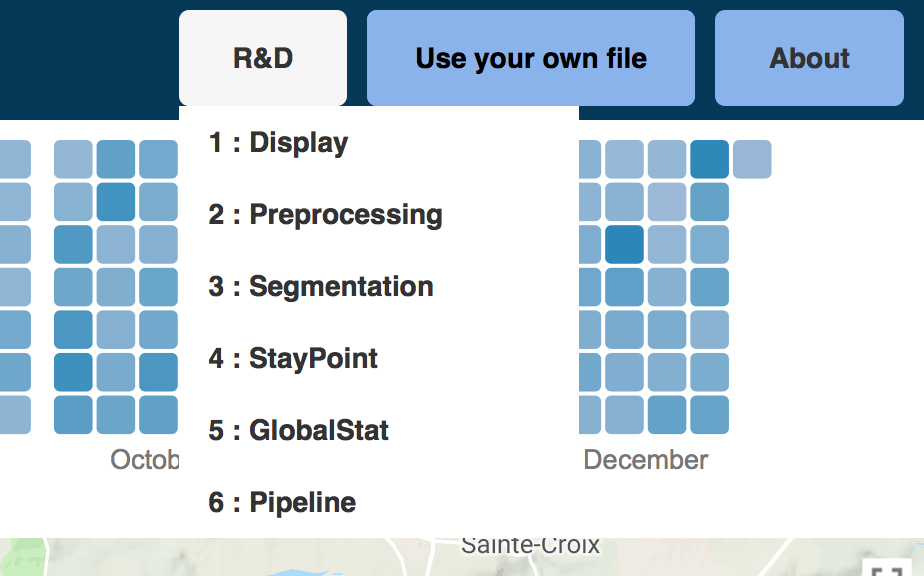 R&D
Use your own file
About
1 : Display
2 : Preprocessing
3 : Segmentation
4 : StayPoint
5 : GlobalStat
6 : Pipeline
Octob
December
Sainte-Croix